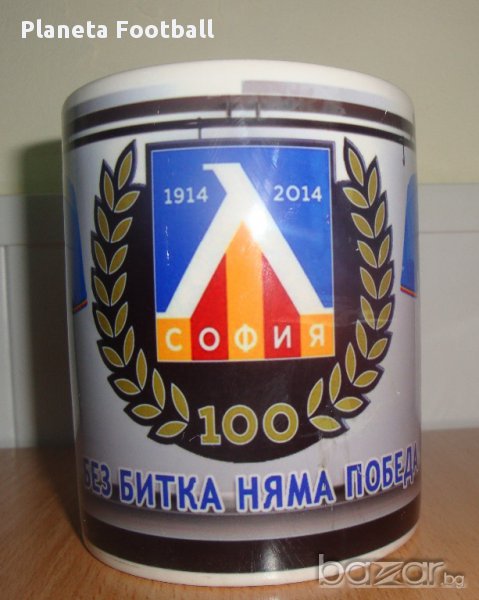 Planeta Football
1914 2014
СОФИЯ
100
БЕЗ БИТКА НЯМА ПОБЕДА
bazar.bg